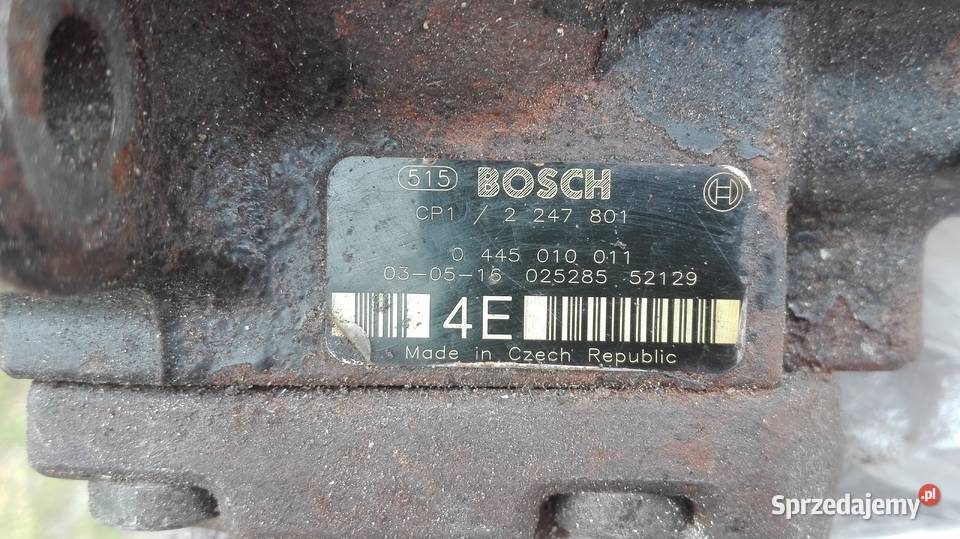 515 BOSCH
CP1 / 2 247 801
0 445 010 011
03-05-16 025285 52129
4E
Made in Czech Republic
Sprzedajemy.pl